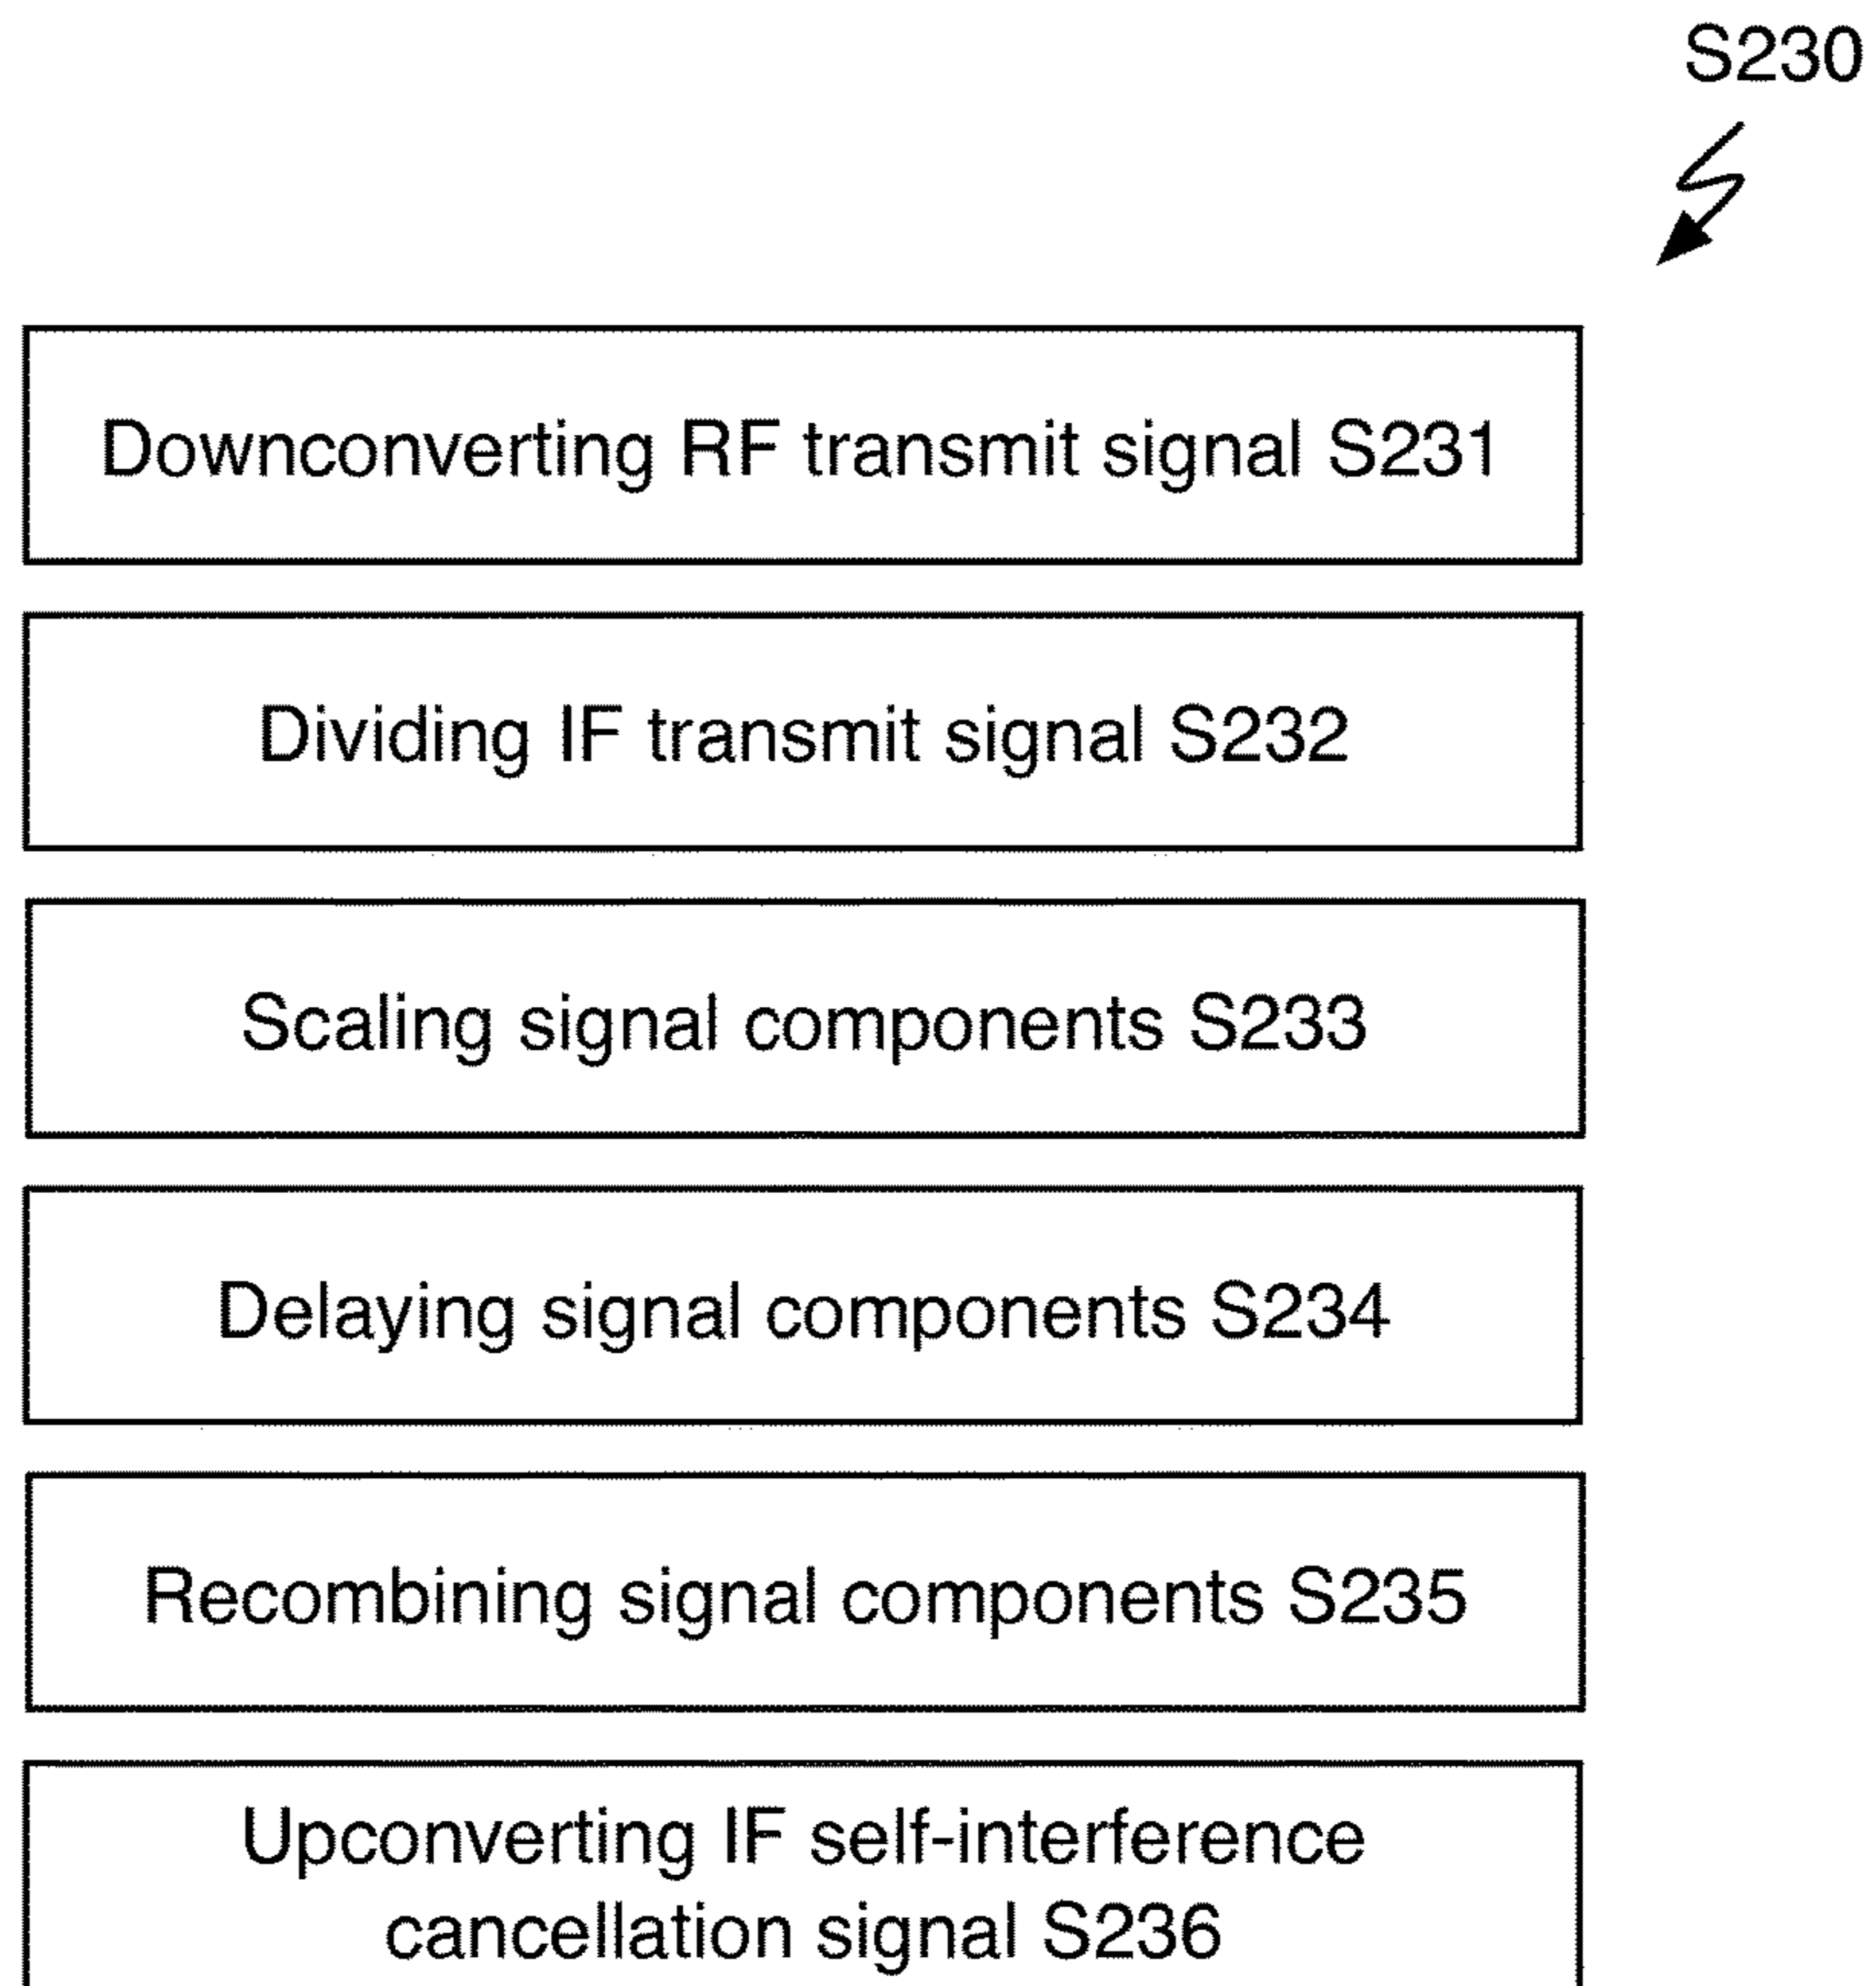 S230
Downconverting RF transmit signal S231
Dividing IF transmit signal S232
Scaling signal components S233
Delaying signal components S234
Recombining signal components S235
Upconverting IF self-interference
cancellation signal S236